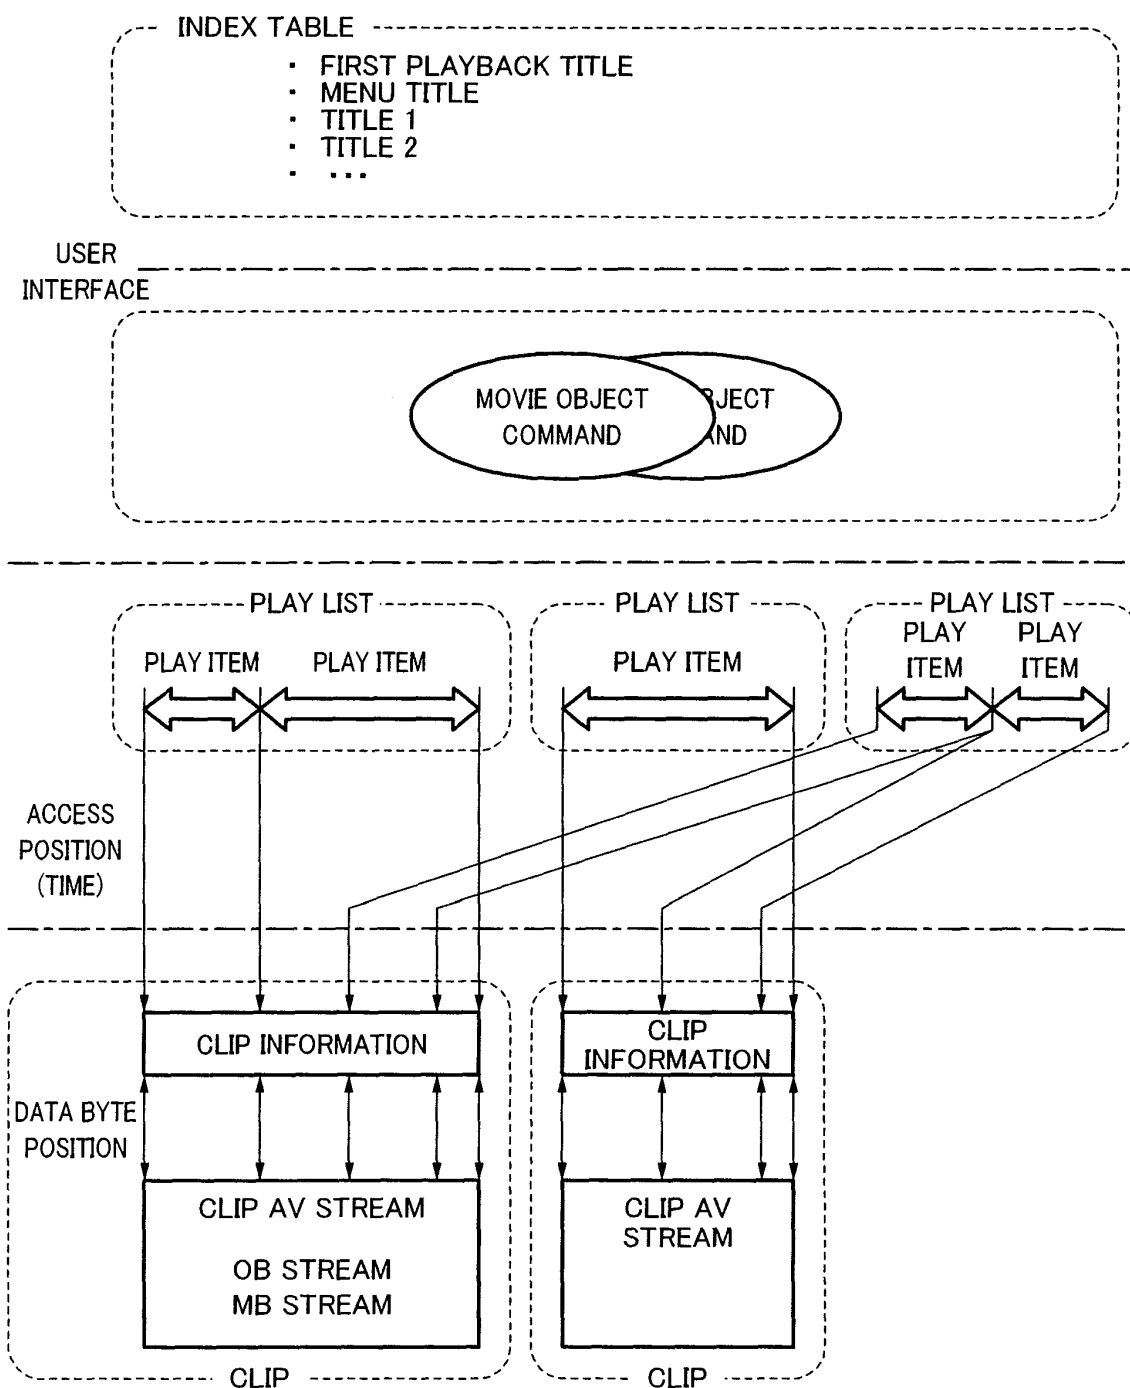 INDEX TABLE
・ FIRST PLAYBACK TITLE
・ MENU TITLE
・ TITLE 1
・ TITLE 2
・ ・・・
USER
INTERFACE
MOVIE OBJECT
COMMAND
BJECT
AND
PLAY LIST
PLAY ITEM
PLAY ITEM
PLAY LIST
PLAY ITEM
PLAY LIST
PLAY
ITEM
PLAY
ITEM
ACCESS
POSITION
(TIME)
CLIP INFORMATION
CLIP
INFORMATION
DATA BYTE
POSITION
CLIP AV STREAM
OB STREAM
MB STREAM
CLIP AV
STREAM
CLIP
CLIP